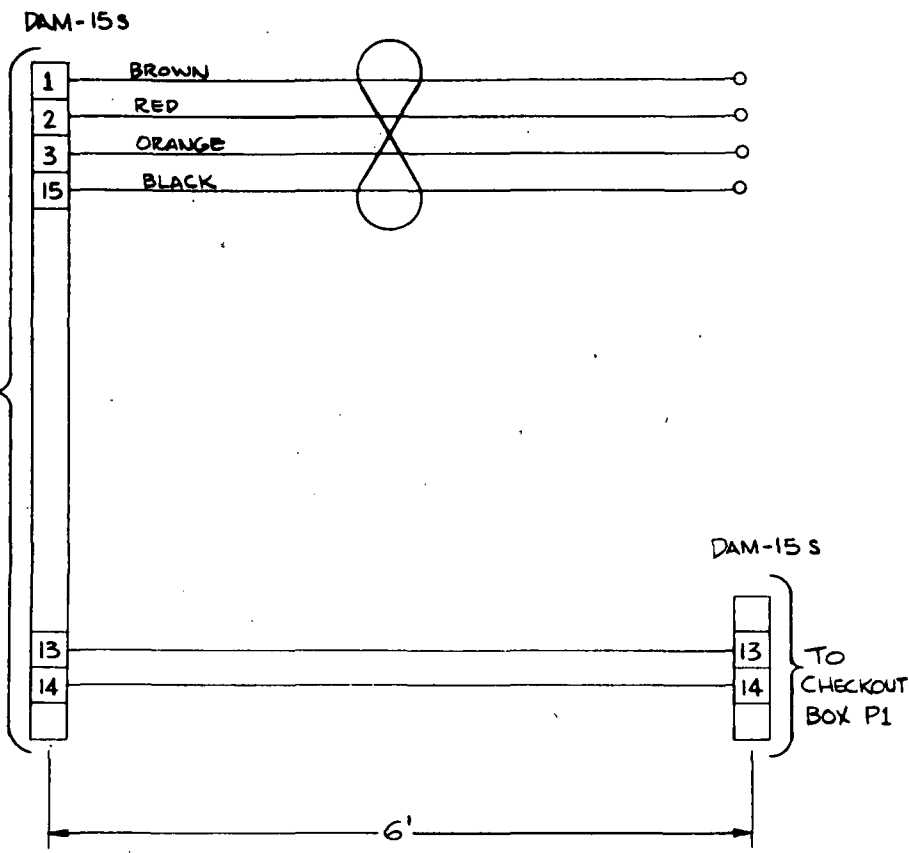 DAM-15S
1 BROWN
2 RED
3 ORANGE
15 BLACK
DAM-15 S
13 13
14 14
TO
CHECKOUT
BOX P1
6'